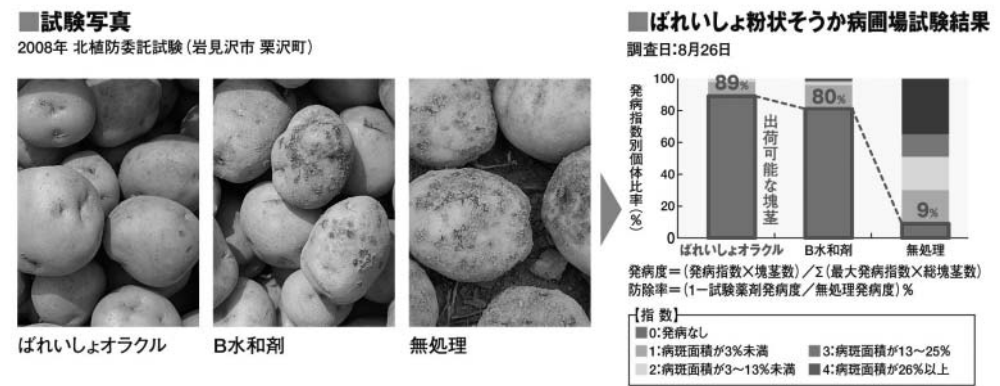 ■試験写真
2008年 北植防委託試験(岩見沢市 栗沢町)
ばれいしょオラクル
B水和剤
無処理
■ばれいしょ粉状そうか病圃場試験結果
調査日:8月26日
発病指数別個体比率(%)
100
80
60
40
20
0
89%
80%
9%
出荷可能な塊茎
ばれいしょオラクル
B水和剤
無処理
発病度=(発病指数×塊茎数)/Σ(最大発病指数×総塊茎数)
防除率=(1ー試験薬剤発病度/無処理発病度)%
【指 数】
■0:発病なし
■1:病斑面積が3%未満
■2:病斑面積が3〜13%未満
■3:病斑面積が13〜25%
■4:病斑面積が26%以上